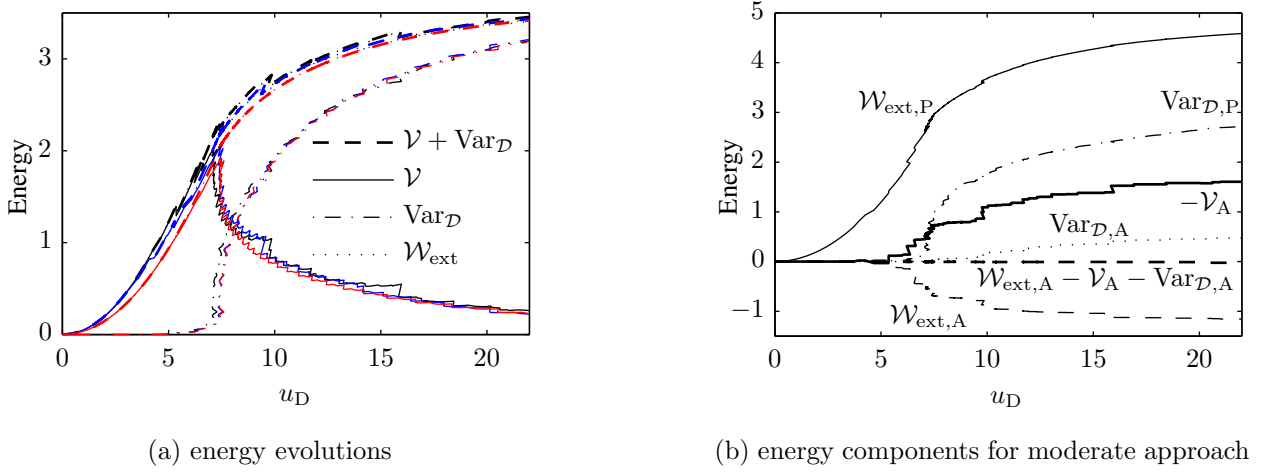 Energy
3
2
1
0
0 5 10 15 20
u_D
𝒱 + Var_𝒟
𝒱
Var_𝒟
𝒲_ext
(a) energy evolutions
Energy
5
4
3
2
1
0
−1
0 5 10 15 20
u_D
𝒲_ext,P
Var_𝒟,P
−𝒱_A
Var_𝒟,A
𝒲_ext,A − 𝒱_A − Var_𝒟,A
𝒲_ext,A
(b) energy components for moderate approach